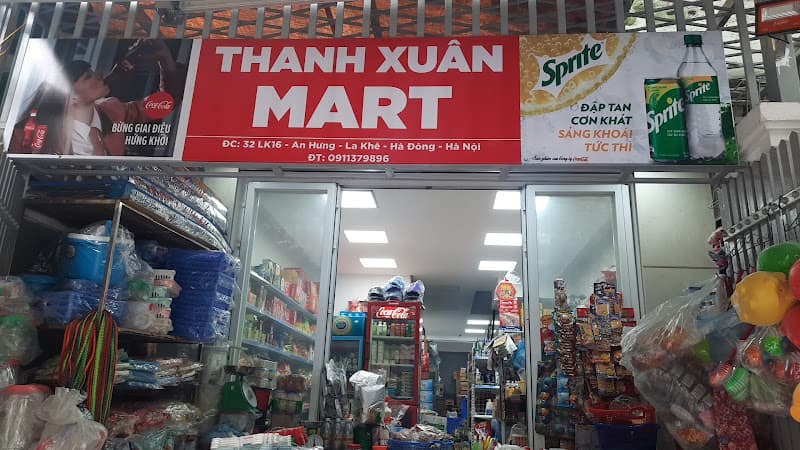 THANH XUÂN
MART
ĐC: 32 LK16 - An Hưng - La Khê - Hà Đông - Hà Nội
ĐT: 0911379896
Coca-Cola
BỪNG GIAI ĐIỆU
HỨNG KHỞI
Sprite
ĐẬP TAN
CƠN KHÁT
SẢNG KHOÁI
TỨC THÌ
Sprite
Sprite
Coca-Cola